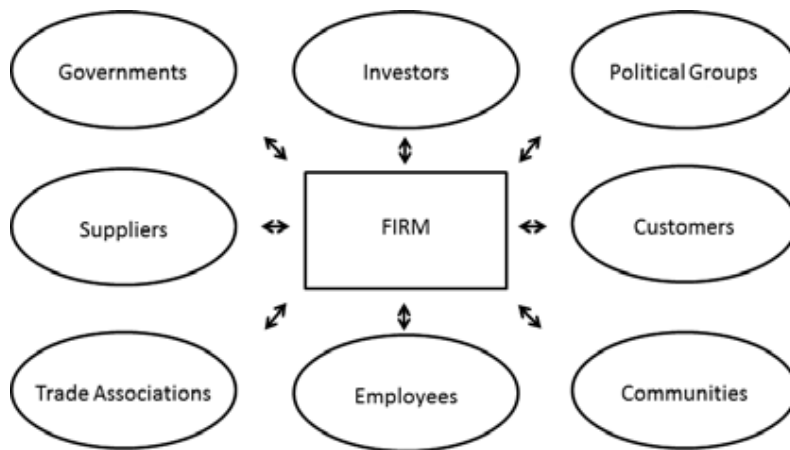 Governments
Investors
Political Groups
Suppliers
FIRM
Customers
Trade Associations
Employees
Communities